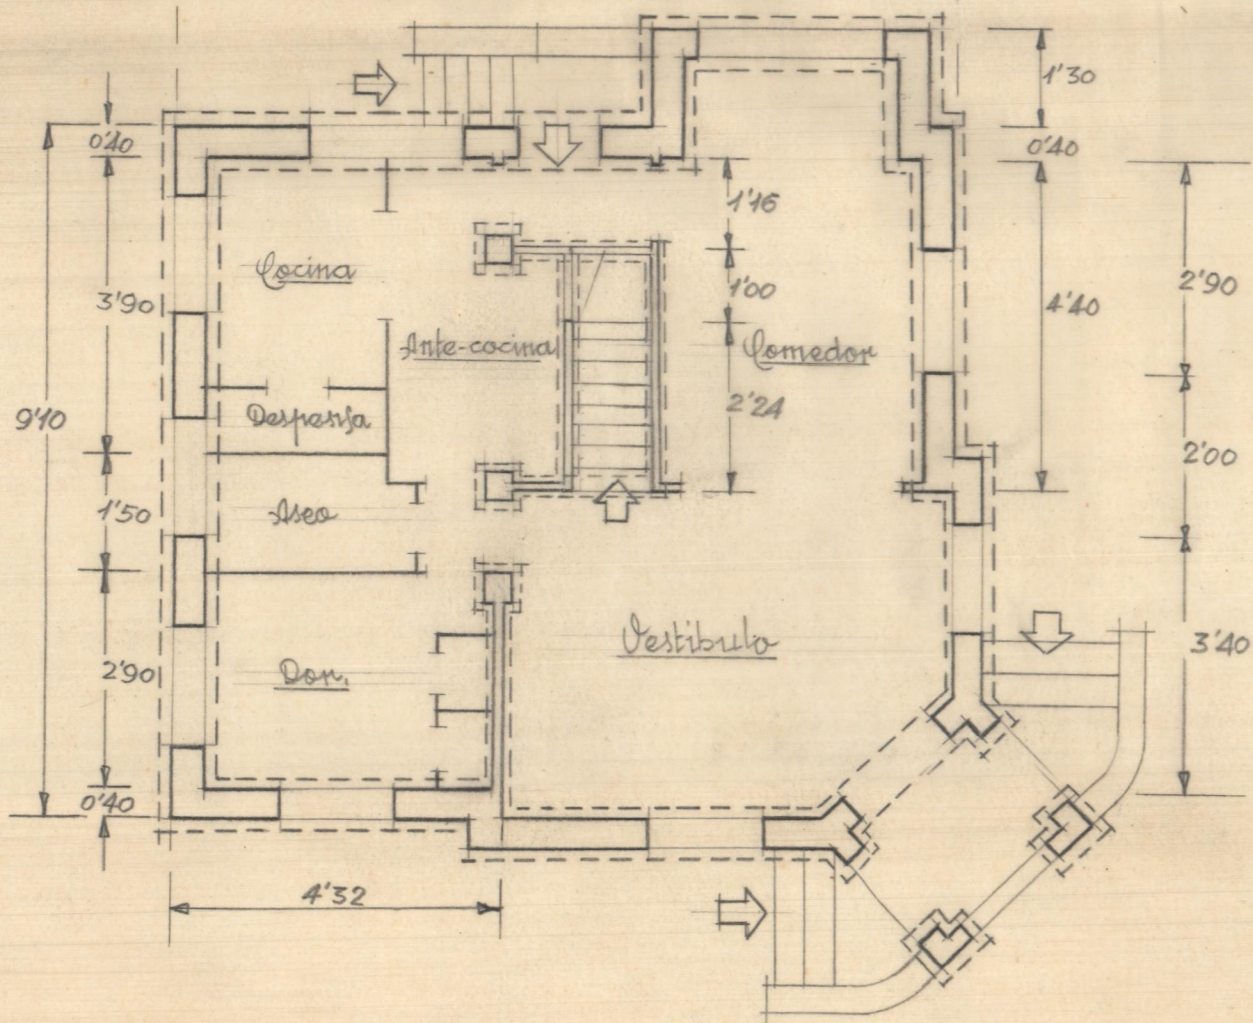 1'30
0'40
0'40
1'16
Cocina
3'90
1'00
2'90
4'40
Ante-cocina
Comedor
9'10
Despensa
2'24
2'00
1'50
Aseo
Vestibulo
3'40
2'90
Dor.
0'40
4'32